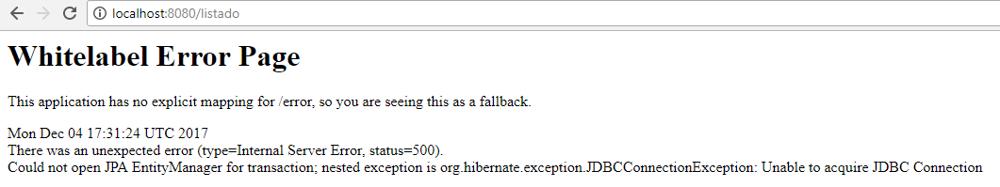 localhost:8080/listado
Whitelabel Error Page
This application has no explicit mapping for /error, so you are seeing this as a fallback.
Mon Dec 04 17:31:24 UTC 2017
There was an unexpected error (type=Internal Server Error, status=500).
Could not open JPA EntityManager for transaction; nested exception is org.hibernate.exception.JDBCConnectionException: Unable to acquire JDBC Connection